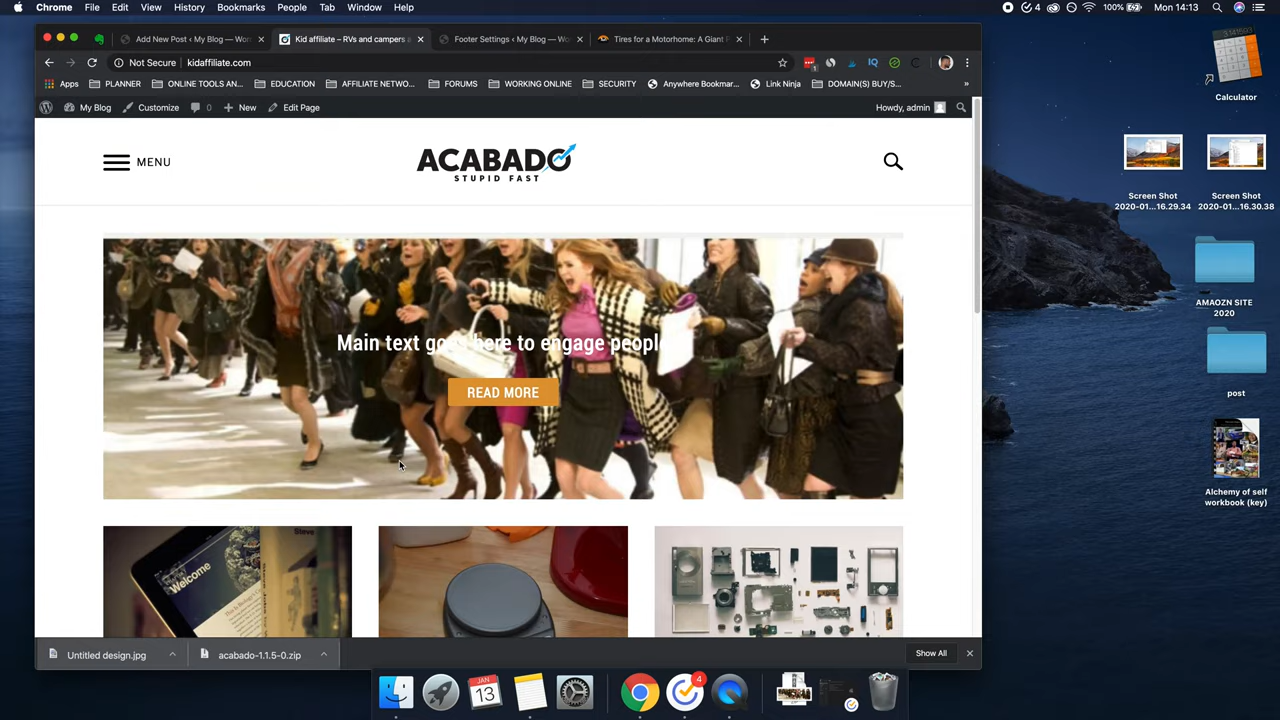 Chrome File Edit View History Bookmarks People Tab Window Help 4 100% Mon 14:13
Add New Post ‹ My Blog — Wor Kid affiliate – RVs and campers a Footer Settings ‹ My Blog — Wo Tires for a Motorhome: A Giant F
Not Secure | kidaffiliate.com
Apps PLANNER ONLINE TOOLS AN... EDUCATION AFFILIATE NETWO... FORUMS WORKING ONLINE Anywhere Bookmar... Link Ninja DOMAIN(S) BUY/S... »
My Blog Customize 0 New Edit Page Howdy, admin
MENU
ACABADO
STUPID FAST
Main text goes here to engage people
READ MORE
Welcome
Steve
Untitled design.jpg acabado-1.1.5-0.zip Show All
JAN
13
4
Calculator
Screen Shot
2020-01...16.29.34
Screen Shot
2020-01...16.30.38
AMAOZN SITE
2020
post
Alchemy of self
workbook (key)